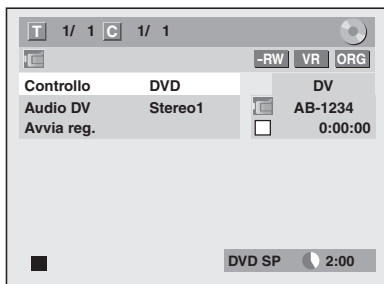 T 1/ 1 C 1/ 1
-RW VR ORG
Controllo DVD DV
Audio DV Stereo1 AB-1234
Avvia reg. 0:00:00
DVD SP 2:00